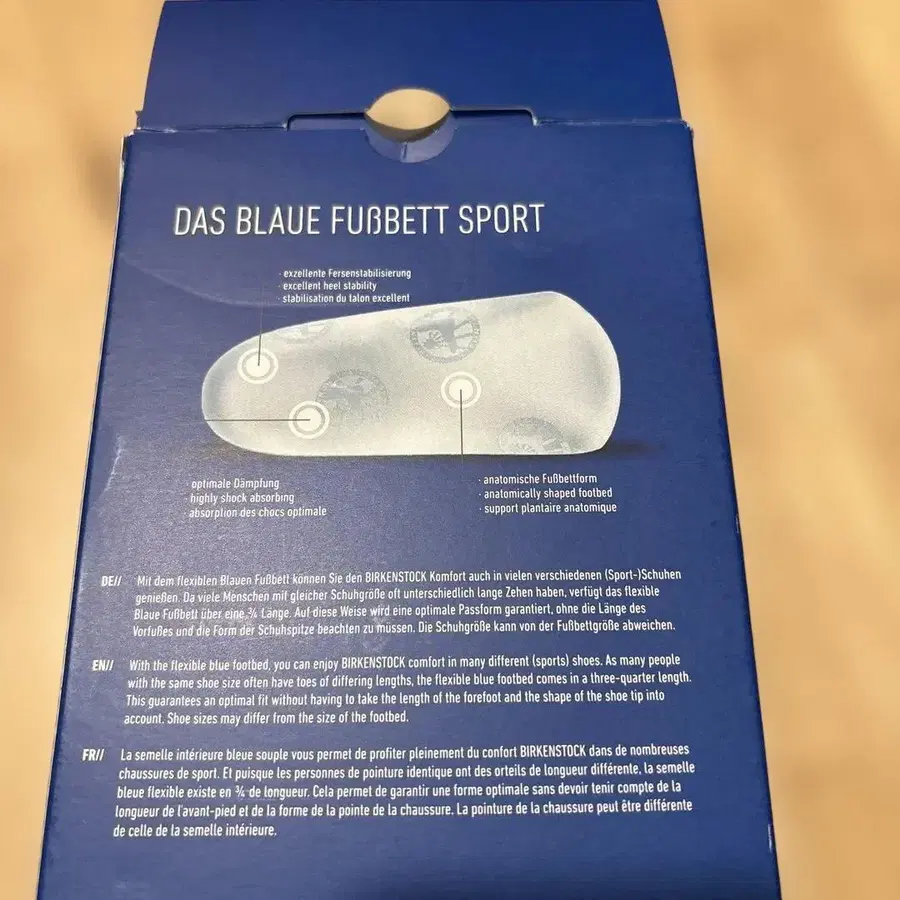 DAS BLAUE FUßBETT SPORT
· exzellente Fersenstabilisierung
· excellent heel stability
· stabilisation du talon excellent
optimale Dämpfung
· highly shock absorbing
· absorption des chocs optimale
· anatomische Fußbettform
· anatomically shaped footbed
· support plantaire anatomique
DE// Mit dem flexiblen Blauen Fußbett können Sie den BIRKENSTOCK Komfort auch in vielen verschiedenen (Sport-)Schuhen
genießen. Da viele Menschen mit gleicher Schuhgröße oft unterschiedlich lange Zehen haben, verfügt das flexible
Blaue Fußbett über eine ¾ Länge. Auf diese Weise wird eine optimale Passform garantiert, ohne die Länge des
Vorfußes und die Form der Schuhspitze beachten zu müssen. Die Schuhgröße kann von der Fußbettgröße abweichen.
EN// With the flexible blue footbed, you can enjoy BIRKENSTOCK comfort in many different (sports) shoes. As many people
with the same shoe size often have toes of differing lengths, the flexible blue footbed comes in a three-quarter length.
This guarantees an optimal fit without having to take the length of the forefoot and the shape of the shoe tip into
account. Shoe sizes may differ from the size of the footbed.
FR// La semelle intérieure bleue souple vous permet de profiter pleinement du confort BIRKENSTOCK dans de nombreuses
chaussures de sport. Et puisque les personnes de pointure identique ont des orteils de longueur différente, la semelle
bleue flexible existe en ¾ de longueur. Cela permet de garantir une forme optimale sans devoir tenir compte de la
longueur de l'avant-pied et de la forme de la pointe de la chaussure. La pointure de la chaussure peut être différente
de celle de la semelle intérieure.